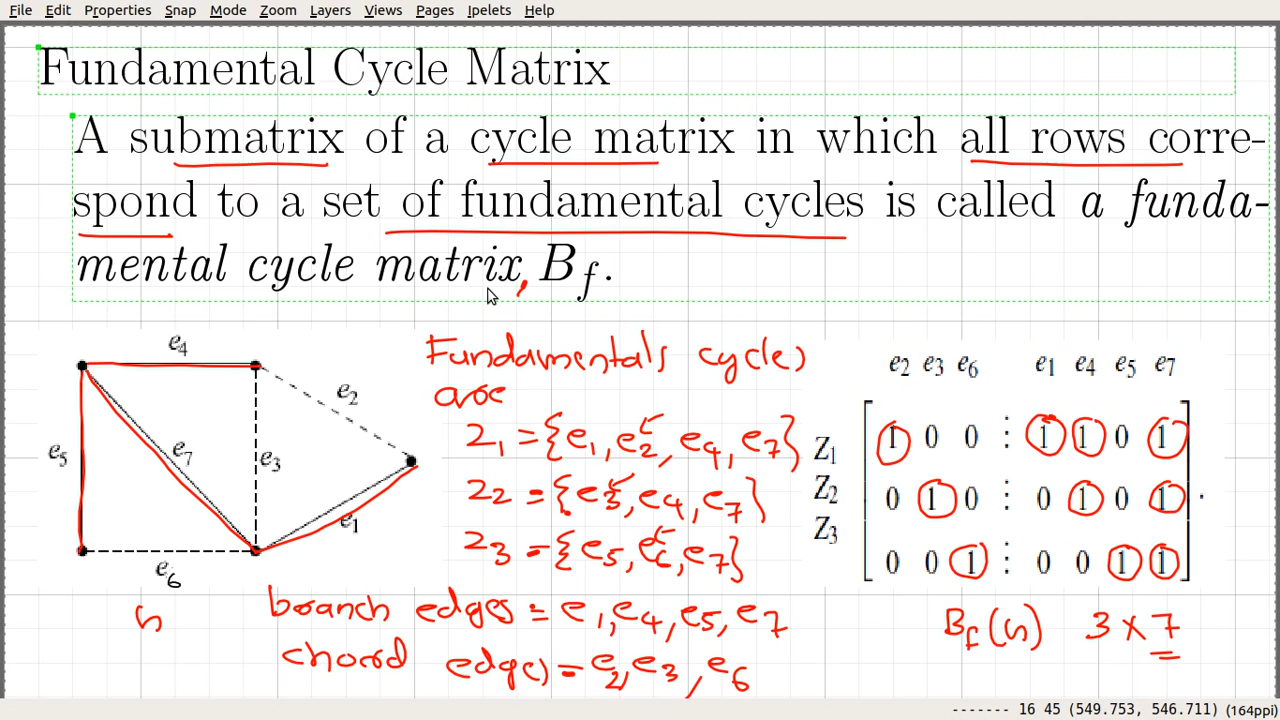 File Edit Properties Snap Mode Zoom Layers Views Pages Ipelets Help
Fundamental Cycle Matrix
A submatrix of a cycle matrix in which all rows corre-
spond to a set of fundamental cycles is called a funda-
mental cycle matrix, B_f.
e4
e2
e5
e7
e3
e1
e6
G
Fundamentals cycles
are
Z1 = {e1, e2, e4, e7}
Z2 = {e3, e4, e7}
Z3 = {e5, e6, e7}
branch edges = e1, e4, e5, e7
chord edges = e2, e3, e6
e2 e3 e6 e1 e4 e5 e7
Z1 1 0 0 ⋮ 1 1 0 1
Z2 0 1 0 ⋮ 0 1 0 1
Z3 0 0 1 ⋮ 0 0 1 1 .
Bf(G) 3 × 7
------- 16 45 (549.753, 546.711) (164ppi)